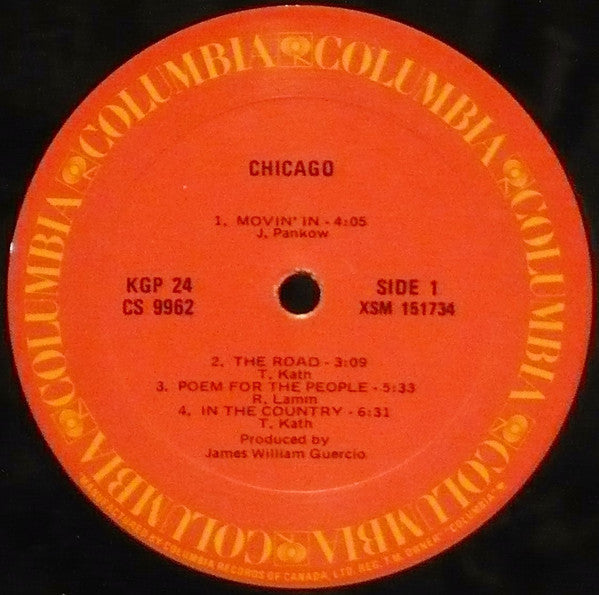 COLUMBIA COLUMBIA COLUMBIA COLUMBIA COLUMBIA COLUMBIA
CHICAGO
1. MOVIN' IN - 4:05
J. Pankow
KGP 24
CS 9962
SIDE 1
XSM 151734
2. THE ROAD - 3:09
T. Kath
3. POEM FOR THE PEOPLE - 5:33
R. Lamm
4. IN THE COUNTRY - 6:31
T. Kath
Produced by
James William Guercio
MANUFACTURED BY COLUMBIA RECORDS OF CANADA, LTD. REG. T.M. OWNER "COLUMBIA"